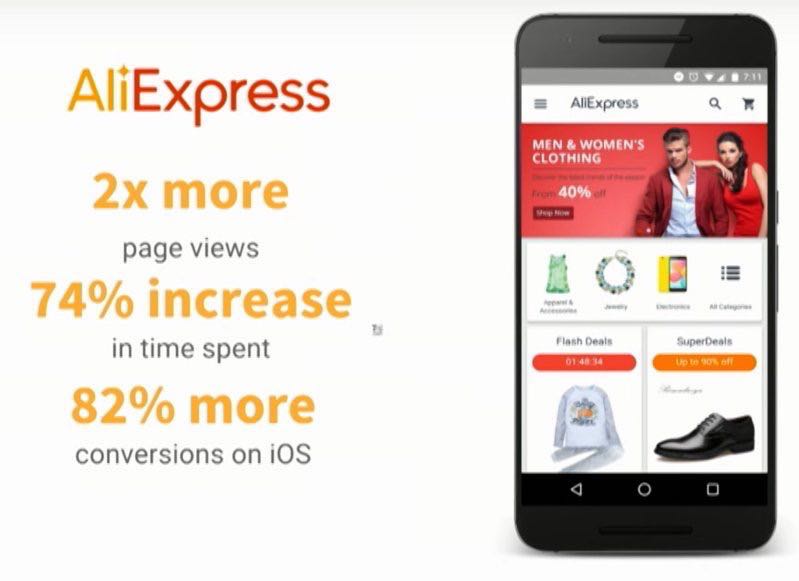 AliExpress
2x more
page views
74% increase
in time spent
82% more
conversions on iOS
7:11
AliExpress
MEN & WOMEN'S
CLOTHING
Discover the latest trends of the season
From 40% off
Shop Now
Apparel &
Accessories
Jewelry
Electronics
All Categories
Flash Deals
01:48:34
SuperDeals
Up to 90% off